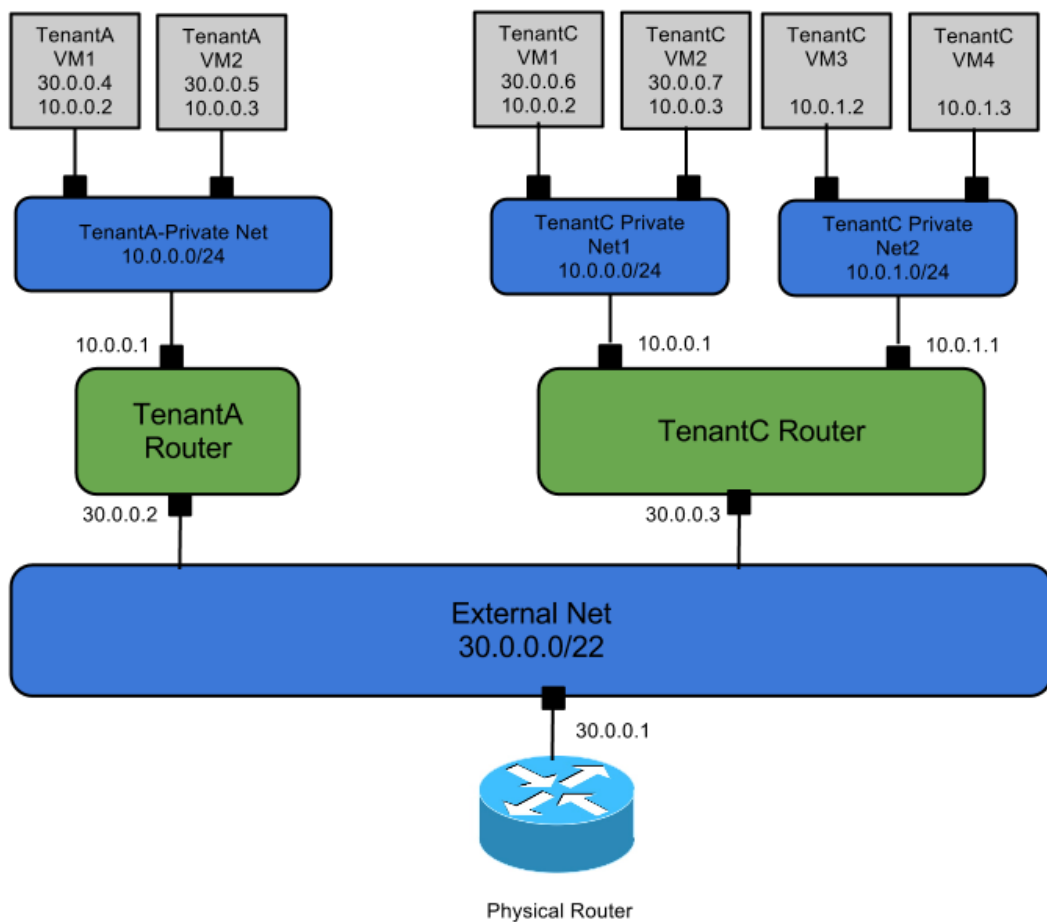 TenantA
VM1
30.0.0.4
10.0.0.2
TenantA
VM2
30.0.0.5
10.0.0.3
TenantC
VM1
30.0.0.6
10.0.0.2
TenantC
VM2
30.0.0.7
10.0.0.3
TenantC
VM3
10.0.1.2
TenantC
VM4
10.0.1.3
TenantA-Private Net
10.0.0.0/24
TenantC Private
Net1
10.0.0.0/24
TenantC Private
Net2
10.0.1.0/24
10.0.0.1
10.0.0.1
10.0.1.1
TenantA
Router
TenantC Router
30.0.0.2
30.0.0.3
External Net
30.0.0.0/22
30.0.0.1
Physical Router